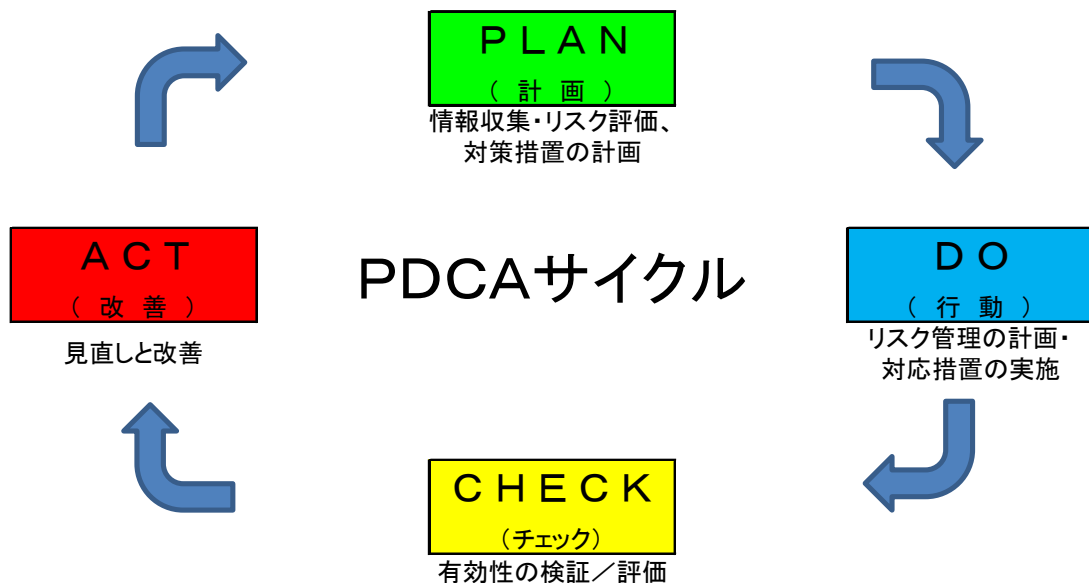 PLAN
(計画)
情報収集・リスク評価、
対策措置の計画
ACT
(改善)
見直しと改善
PDCAサイクル
DO
(行動)
リスク管理の計画・
対応措置の実施
CHECK
(チェック)
有効性の検証／評価